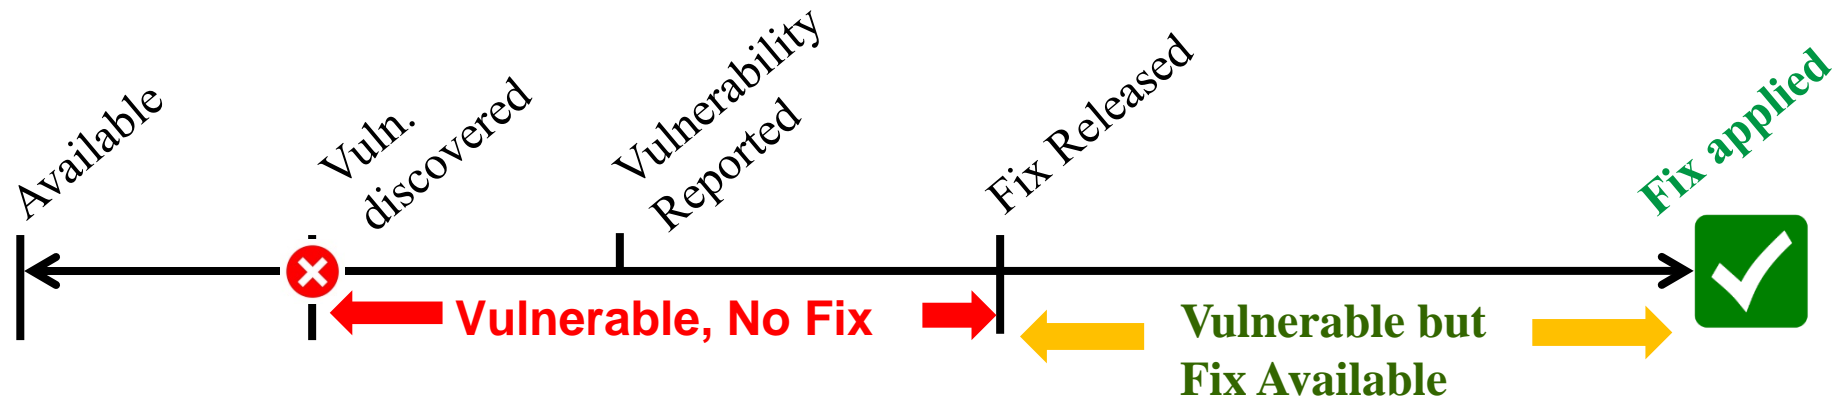 Available
Vuln.
discovered
Vulnerability
Reported
Fix Released
Fix applied
Vulnerable, No Fix
Vulnerable but
Fix Available